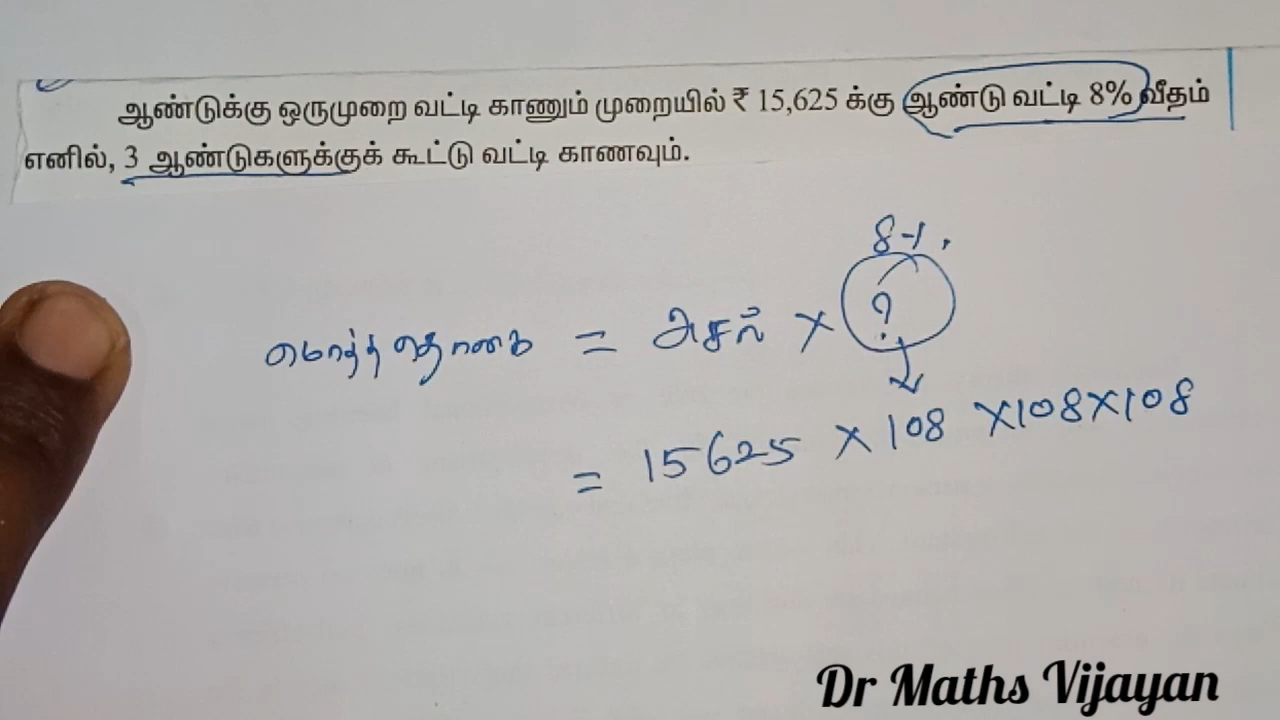 ஆண்டுக்கு ஒருமுறை வட்டி காணும் முறையில் ₹ 15,625 க்கு ஆண்டு வட்டி 8% வீதம்
எனில், 3 ஆண்டுகளுக்குக் கூட்டு வட்டி காணவும்.
8%
மொத்த தொகை = அசல் × ?
= 15625 × 108 × 108 × 108
Dr Maths Vijayan